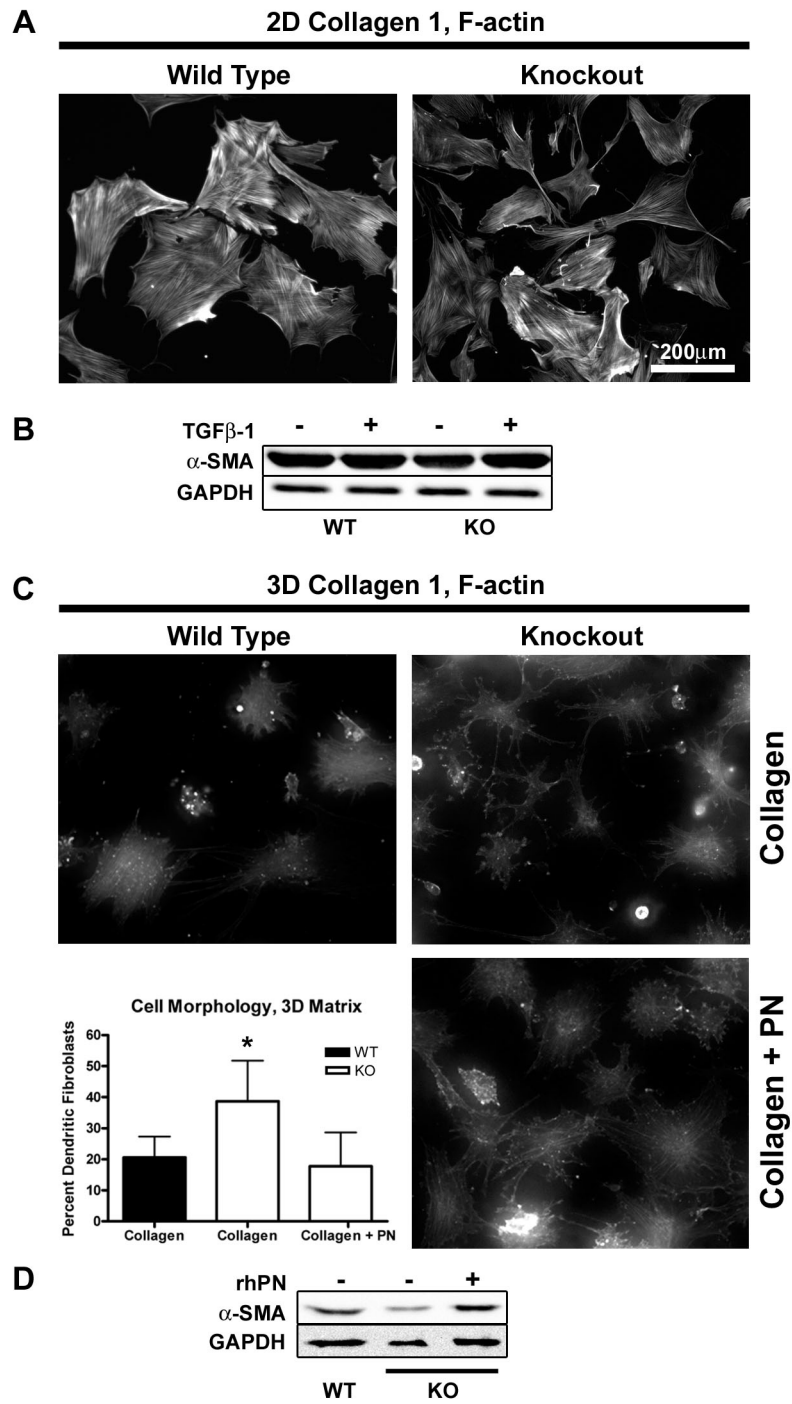 A
2D Collagen 1, F-actin
Wild Type
Knockout
200μm
B
TGFβ-1 - + - +
α-SMA
GAPDH
WT KO
C
3D Collagen 1, F-actin
Wild Type
Knockout
Collagen
Collagen + PN
Cell Morphology, 3D Matrix
Percent Dendritic Fibroblasts
60
50
40
30
20
10
0
*
WT
KO
Collagen Collagen Collagen + PN
D
rhPN - - +
α-SMA
GAPDH
WT KO